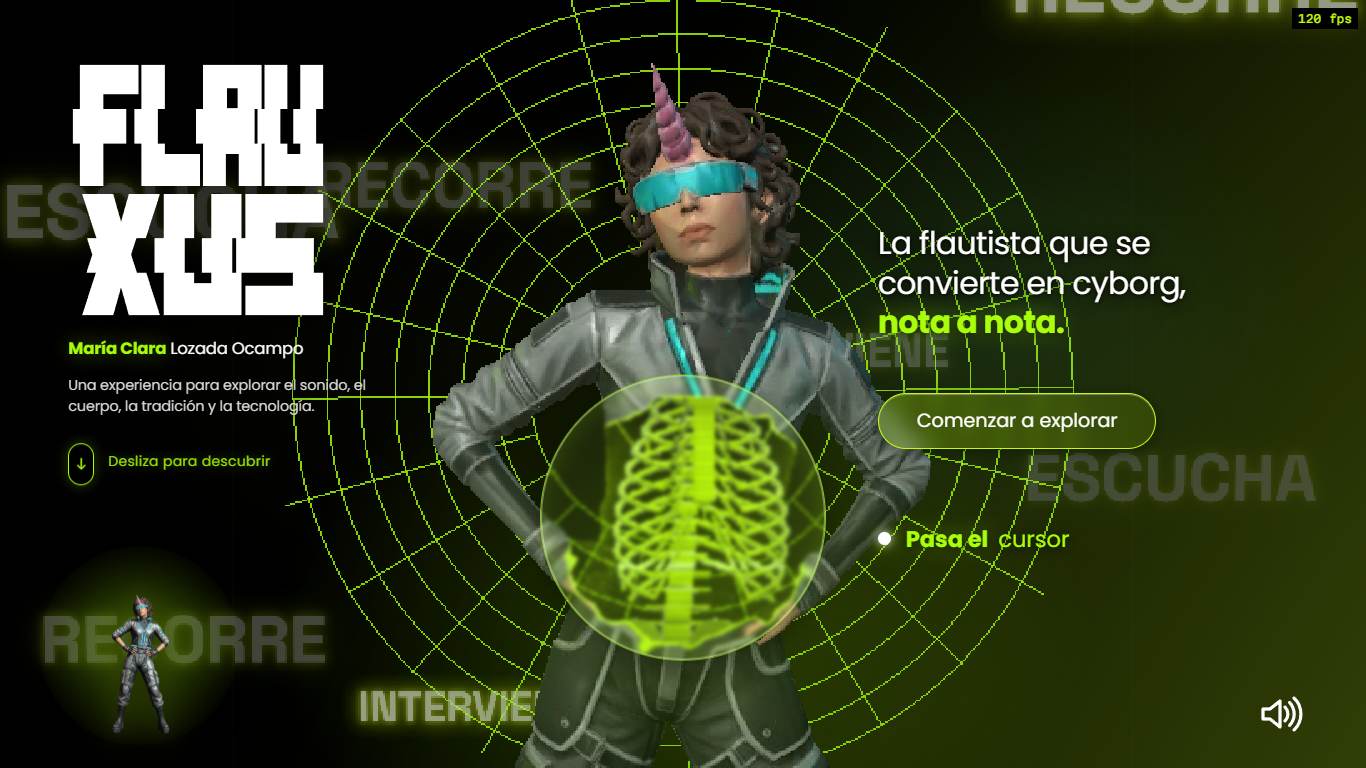 RECORRE
120 fps
FLAU
XUS
ESCUCHA
RECORRE
La flautista que se
convierte en cyborg,
nota a nota.
María Clara Lozada Ocampo
Una experiencia para explorar el sonido, el
cuerpo, la tradición y la tecnología.
Comenzar a explorar
Desliza para descubrir
ESCUCHA
Pasa el cursor
RECORRE